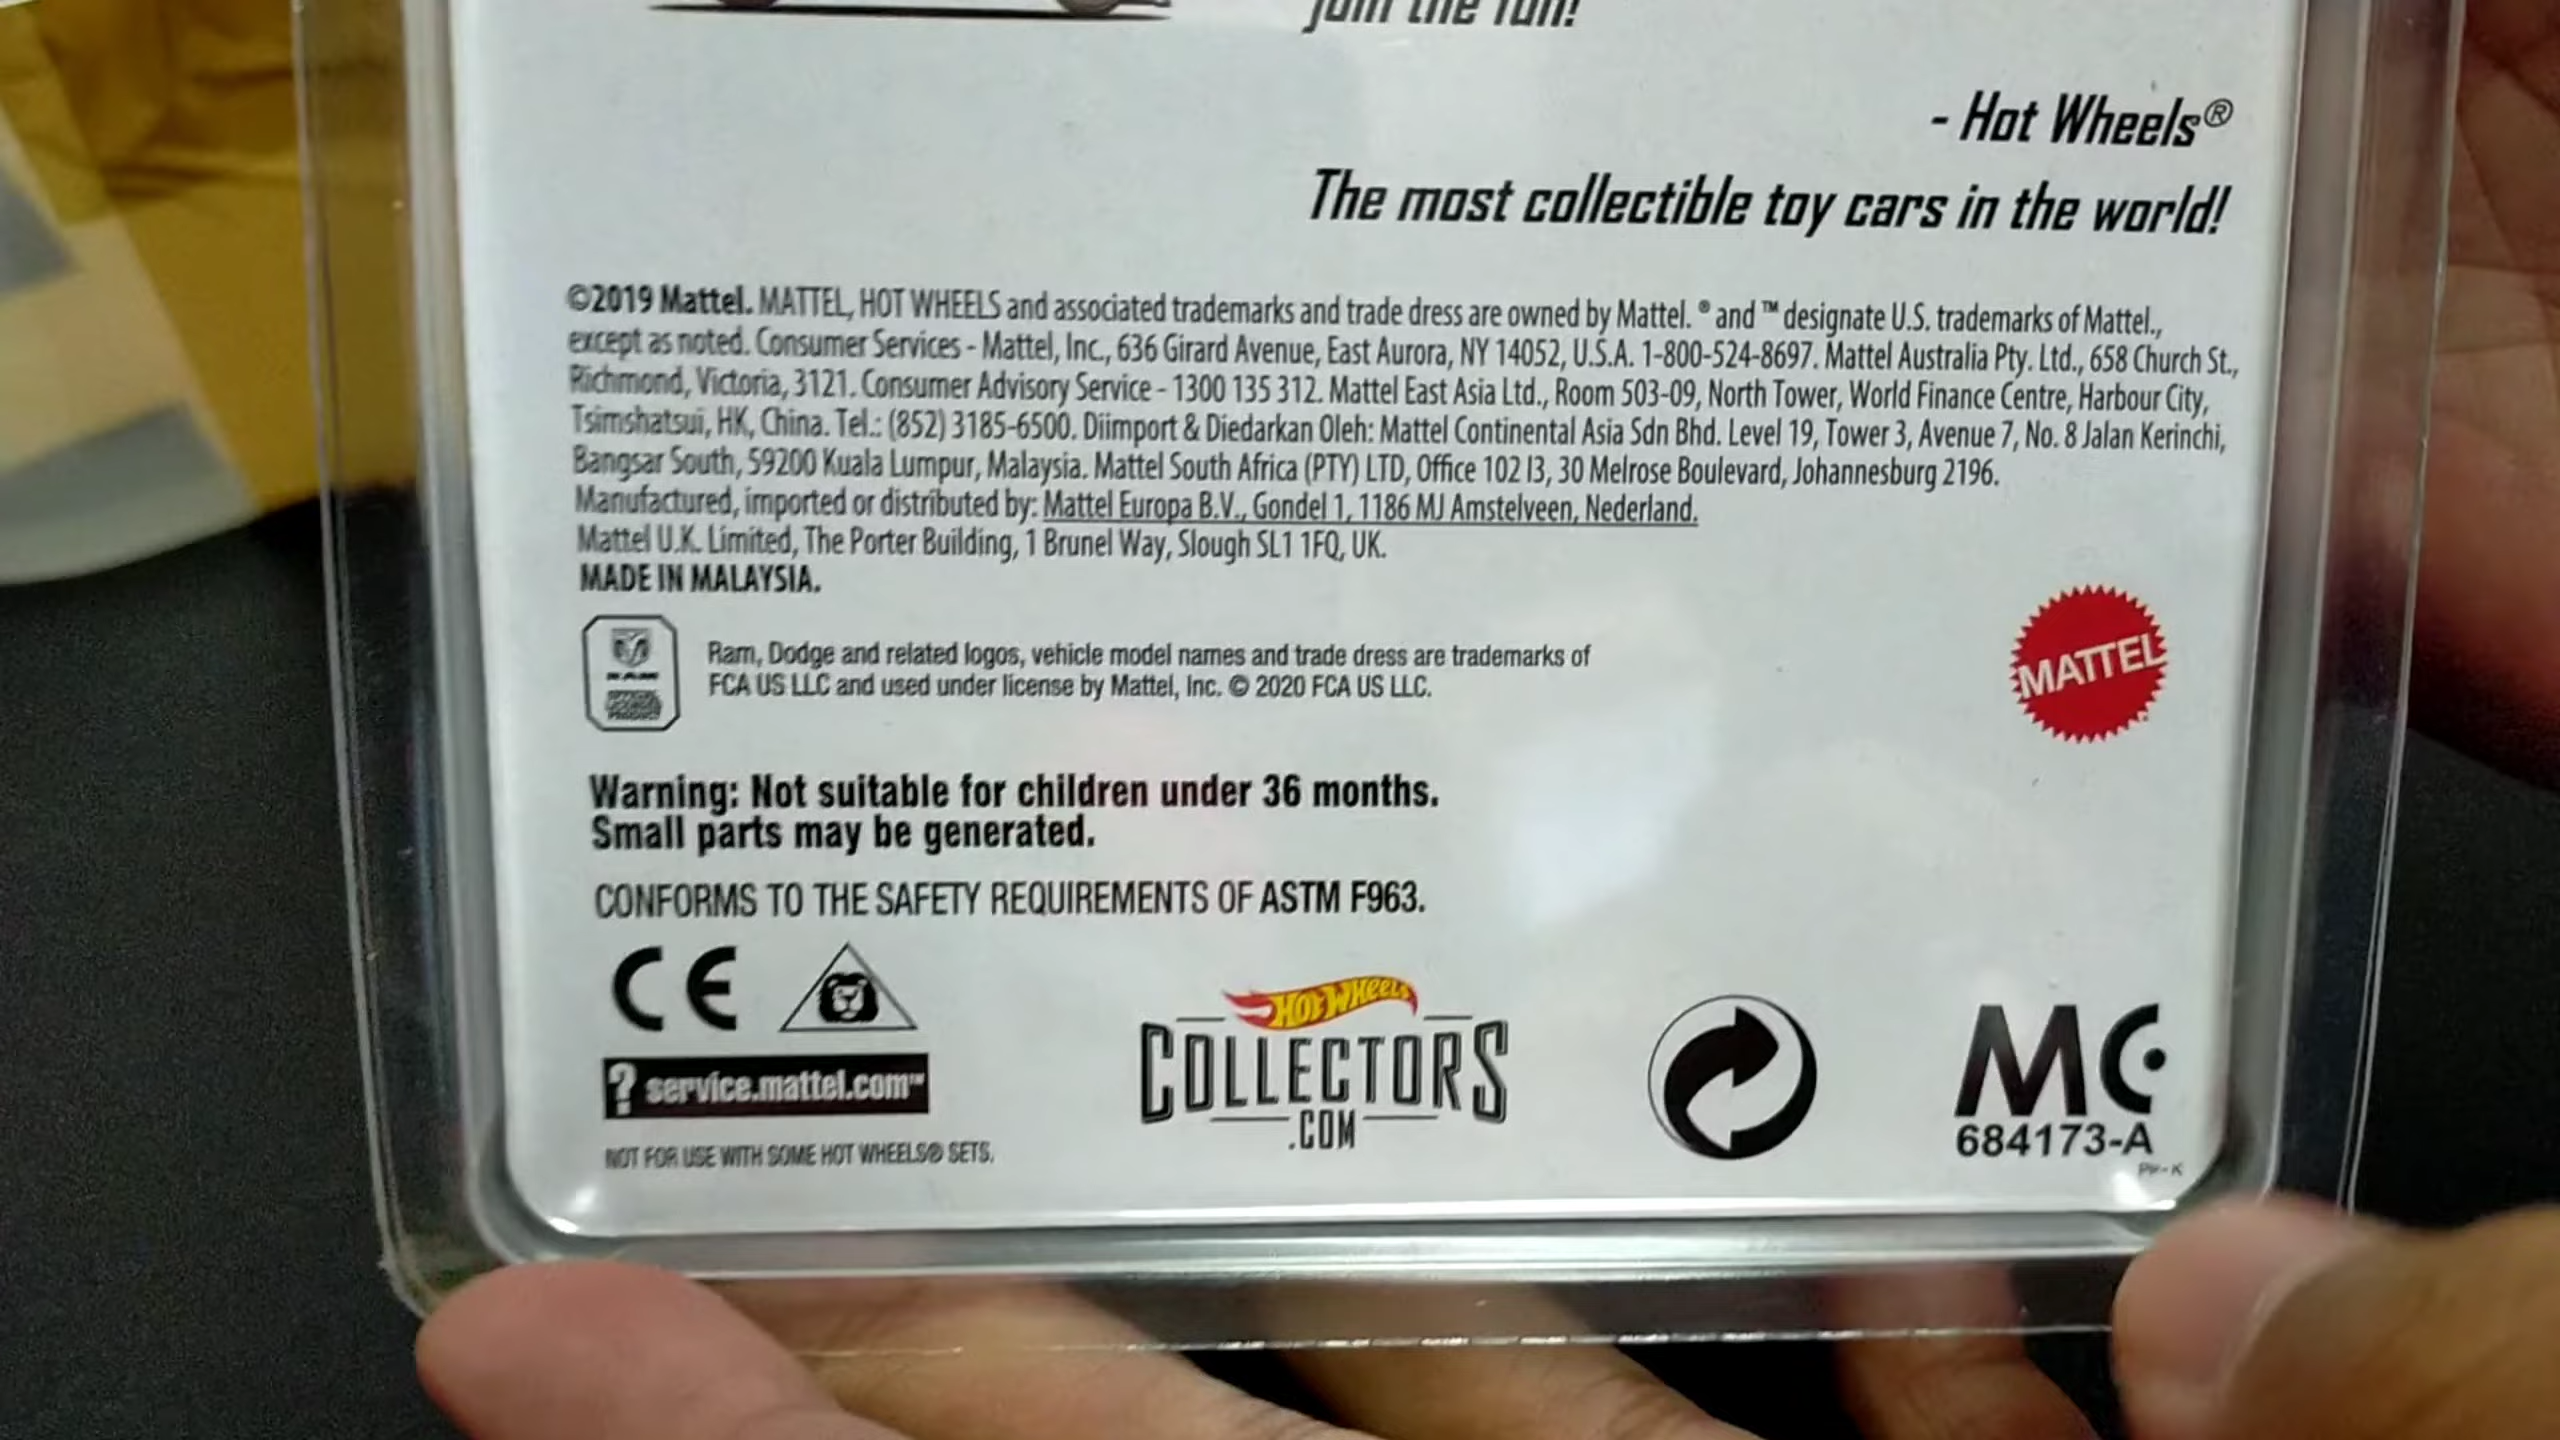 join the fun!
- Hot Wheels®
The most collectible toy cars in the world!
©2019 Mattel. MATTEL, HOT WHEELS and associated trademarks and trade dress are owned by Mattel. ® and ™ designate U.S. trademarks of Mattel.,
except as noted. Consumer Services - Mattel, Inc., 636 Girard Avenue, East Aurora, NY 14052, U.S.A. 1-800-524-8697. Mattel Australia Pty. Ltd., 658 Church St.,
Richmond, Victoria, 3121. Consumer Advisory Service - 1300 135 312. Mattel East Asia Ltd., Room 503-09, North Tower, World Finance Centre, Harbour City,
Tsimshatsui, HK, China. Tel.: (852) 3185-6500. Diimport & Diedarkan Oleh: Mattel Continental Asia Sdn Bhd. Level 19, Tower 3, Avenue 7, No. 8 Jalan Kerinchi,
Bangsar South, 59200 Kuala Lumpur, Malaysia. Mattel South Africa (PTY) LTD, Office 102 I3, 30 Melrose Boulevard, Johannesburg 2196.
Manufactured, imported or distributed by: Mattel Europa B.V., Gondel 1, 1186 MJ Amstelveen, Nederland.
Mattel U.K. Limited, The Porter Building, 1 Brunel Way, Slough SL1 1FQ, UK.
MADE IN MALAYSIA.
RAM
Ram, Dodge and related logos, vehicle model names and trade dress are trademarks of
FCA US LLC and used under license by Mattel, Inc. © 2020 FCA US LLC.
MATTEL
Warning: Not suitable for children under 36 months.
Small parts may be generated.
CONFORMS TO THE SAFETY REQUIREMENTS OF ASTM F963.
CE
? service.mattel.com™
NOT FOR USE WITH SOME HOT WHEELS® SETS.
Hot Wheels
COLLECTORS
.COM
MC
684173-A